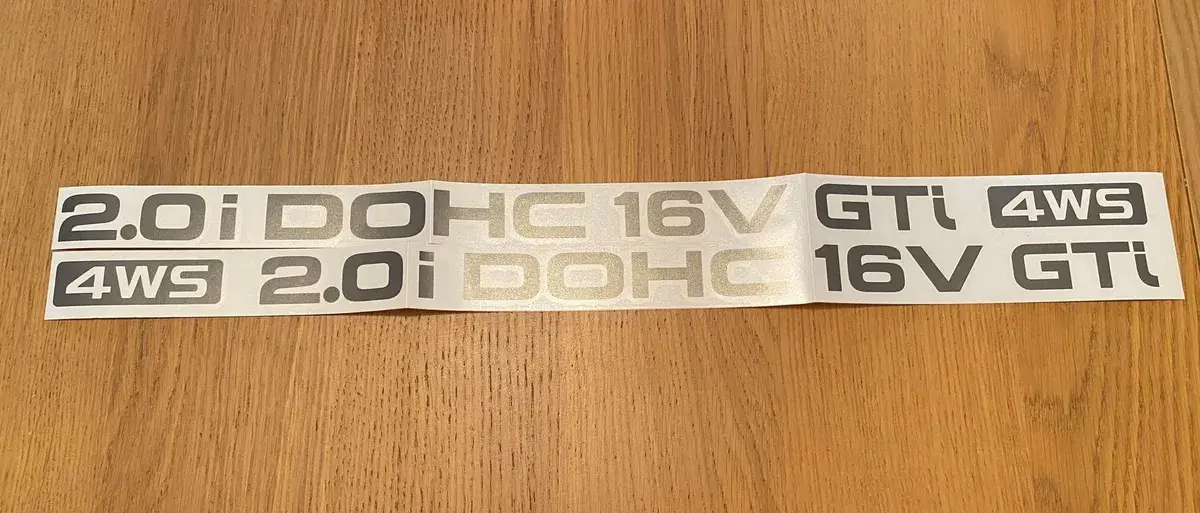 2.0i DOHC 16V GTi 4WS
4WS 2.0i DOHC 16V GTi